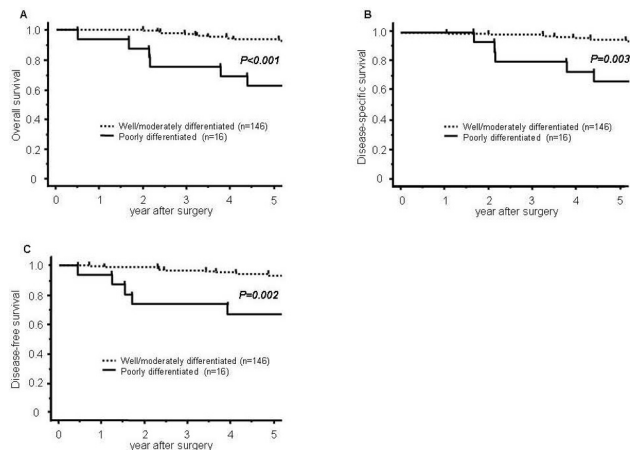 A
1.0
0.8
0.6
0.4
0.2
0
Overall survival
P<0.001
Well/moderately differentiated (n=146)
Poorly differentiated (n=16)
0 1 2 3 4 5
year after surgery
B
1.0
0.8
0.6
0.4
0.2
0
Disease-specific survival
P=0.003
Well/moderately differentiated (n=146)
Poorly differentiated (n=16)
0 1 2 3 4 5
year after surgery
C
1.0
0.8
0.6
0.4
0.2
0
Disease-free survival
P=0.002
Well/moderately differentiated (n=146)
Poorly differentiated (n=16)
0 1 2 3 4 5
year after surgery